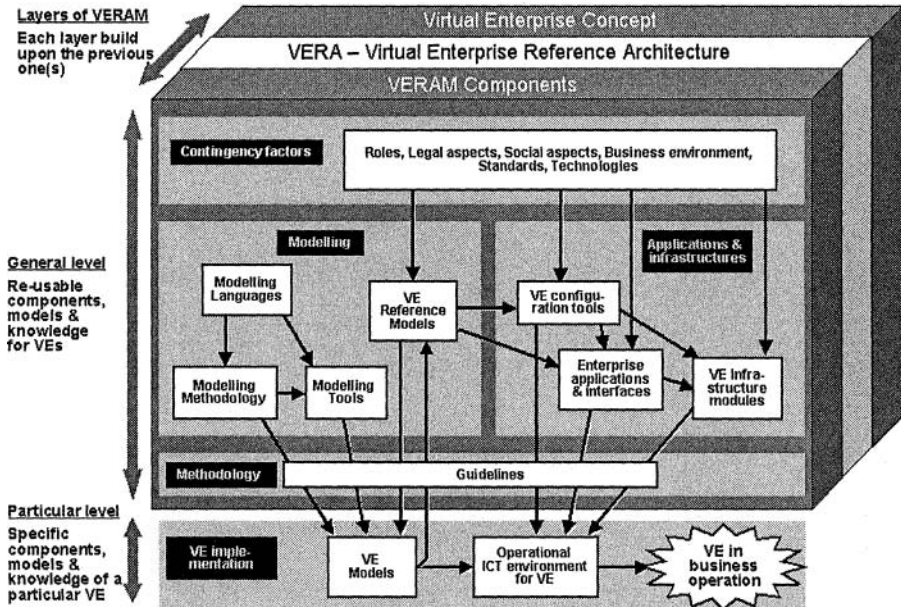 Layers of VERAM
Each layer build
upon the previous
one(s)
Virtual Enterprise Concept
VERA – Virtual Enterprise Reference Architecture
VERAM Components
Contingency factors
Roles, Legal aspects, Social aspects, Business environment,
Standards, Technologies
General level
Re-usable
components,
models &
knowledge
for VEs
Modelling
Applications &
infrastructures
Modelling
Languages
VE
Reference
Models
VE configu-
ration tools
Modelling
Methodology
Modelling
Tools
Enterprise
applications
& interfaces
VE Infra-
structure
modules
Methodology
Guidelines
Particular level
Specific
components,
models &
knowledge of a
particular VE
VE imple-
mentation
VE
Models
Operational
ICT environment
for VE
VE in
business
operation